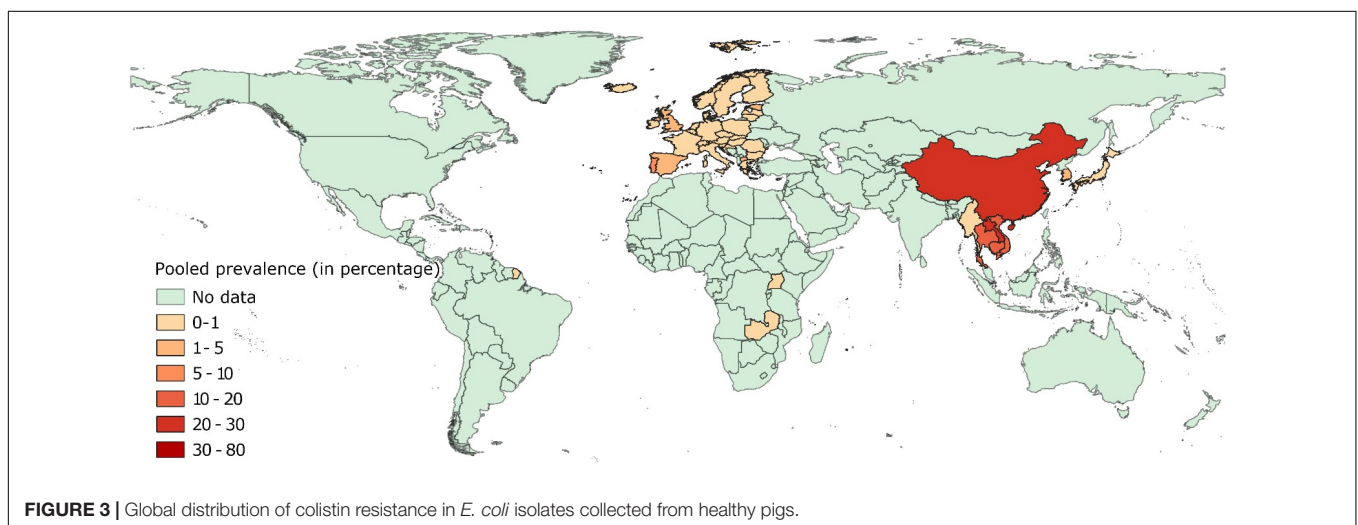 Pooled prevalence (in percentage)
No data
0-1
1 - 5
5 - 10
10 - 20
20 - 30
30 - 80
FIGURE 3 | Global distribution of colistin resistance in E. coli isolates collected from healthy pigs.